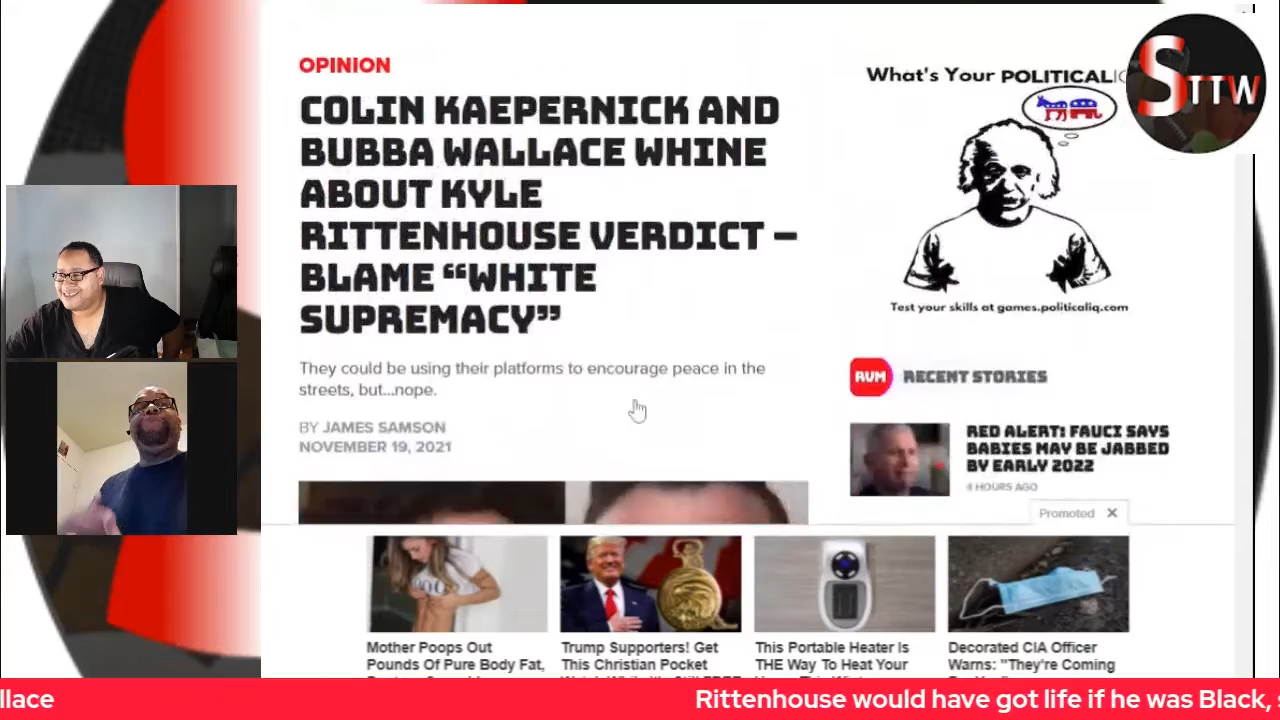 OPINION
COLIN KAEPERNICK AND
BUBBA WALLACE WHINE
ABOUT KYLE
RITTENHOUSE VERDICT –
BLAME “WHITE
SUPREMACY”
They could be using their platforms to encourage peace in the
streets, but...nope.
BY JAMES SAMSON
NOVEMBER 19, 2021
What's Your POLITICAL
STTW
Test your skills at games.politicaliq.com
RVM RECENT STORIES
RED ALERT: FAUCI SAYS
BABIES MAY BE JABBED
BY EARLY 2022
4 HOURS AGO
Promoted X
Mother Poops Out
Pounds Of Pure Body Fat,
Trump Supporters! Get
This Christian Pocket
This Portable Heater Is
THE Way To Heat Your
Decorated CIA Officer
Warns: "They're Coming
llace
Rittenhouse would have got life if he was Black,